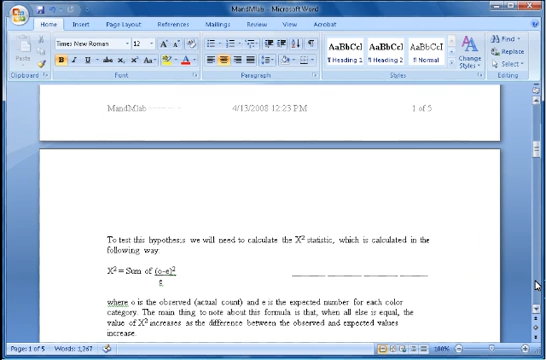 MandMlab - Microsoft Word
Home Insert Page Layout References Mailings Review View Acrobat
Times New Roman 12
Paste
AaBbCcI AaBbCcI AaBbCcI
¶ Heading 1 ¶ Heading 2 ¶ Normal
Change Styles
Find
Replace
Select
Clipboard Font Paragraph Styles Editing
MandMlab 4/13/2008 12:23 PM 1 of 5
To test this hypothesis we will need to calculate the X² statistic, which is calculated in the
following way:
X² = Sum of (o-e)²
e
where o is the observed (actual count) and e is the expected number for each color
category. The main thing to note about this formula is that, when all else is equal, the
value of X² increases as the difference between the observed and expected values
increase.
Page: 1 of 5 Words: 1,267 100%